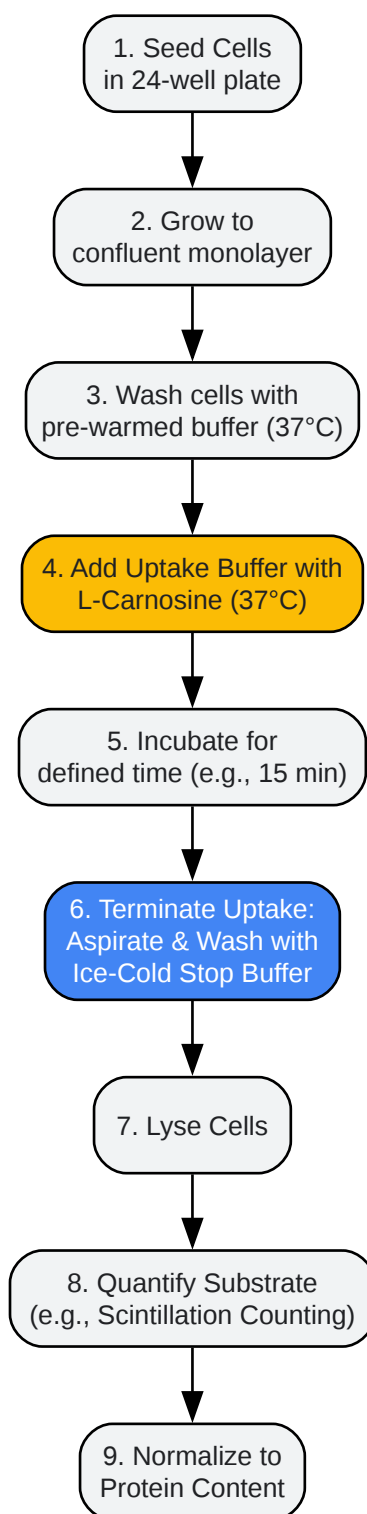 1. Seed Cells
in 24-well plate
2. Grow to
confluent monolayer
3. Wash cells with
pre-warmed buffer (37°C)
4. Add Uptake Buffer with
L-Carnosine (37°C)
5. Incubate for
defined time (e.g., 15 min)
6. Terminate Uptake:
Aspirate & Wash with
Ice-Cold Stop Buffer
7. Lyse Cells
8. Quantify Substrate
(e.g., Scintillation Counting)
9. Normalize to
Protein Content